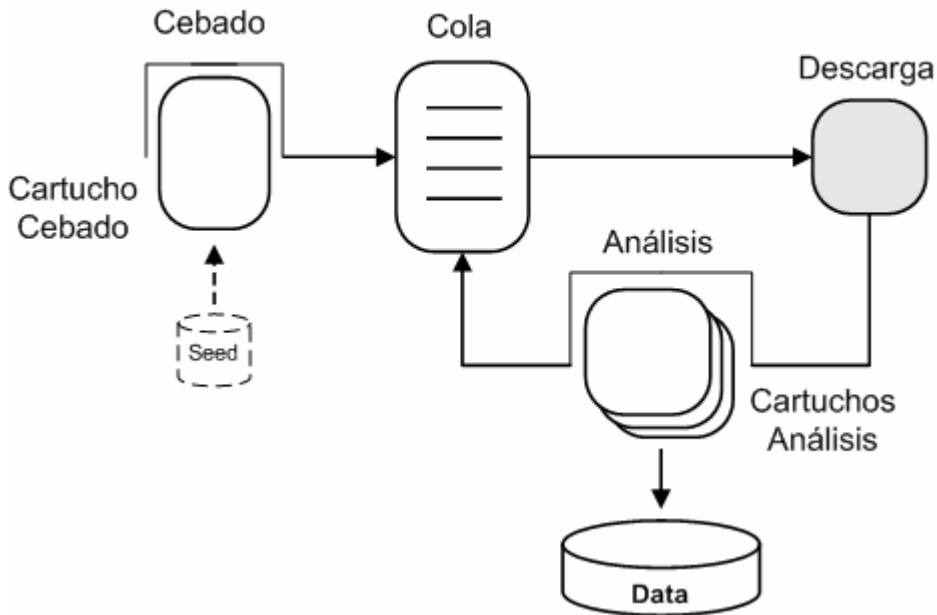 Cebado
Cola
Descarga
Cartucho
Cebado
Análisis
Seed
Cartuchos
Análisis
Data